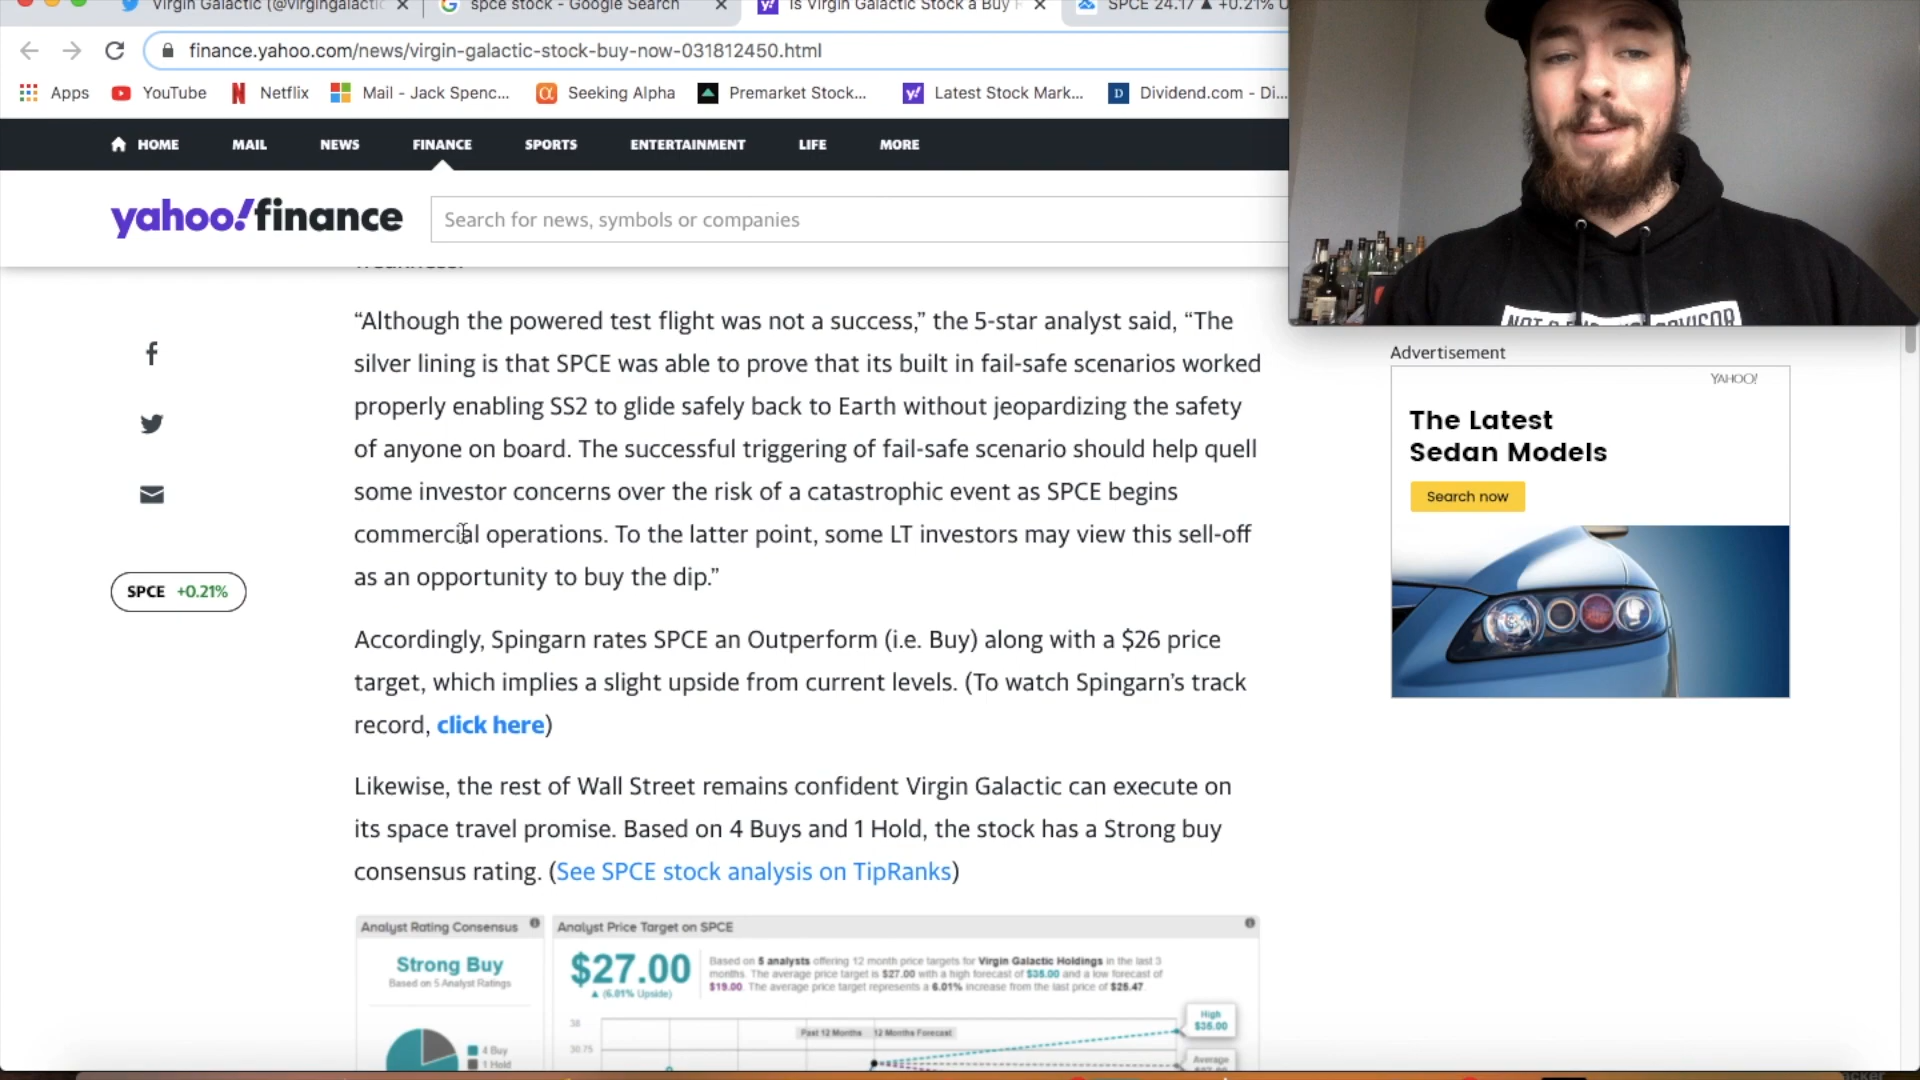 Virgin Galactic (@virgingalactic
spce stock - Google Search
Is Virgin Galactic Stock a Buy
SPCE 24.17 ▲ +0.21%
finance.yahoo.com/news/virgin-galactic-stock-buy-now-031812450.html
Apps YouTube Netflix Mail - Jack Spenc... Seeking Alpha Premarket Stock... Latest Stock Mark... Dividend.com - Di...
HOME MAIL NEWS FINANCE SPORTS ENTERTAINMENT LIFE MORE
yahoo!finance
Search for news, symbols or companies
“Although the powered test flight was not a success,” the 5-star analyst said, “The
silver lining is that SPCE was able to prove that its built in fail-safe scenarios worked
properly enabling SS2 to glide safely back to Earth without jeopardizing the safety
of anyone on board. The successful triggering of fail-safe scenario should help quell
some investor concerns over the risk of a catastrophic event as SPCE begins
commercial operations. To the latter point, some LT investors may view this sell-off
as an opportunity to buy the dip.”
SPCE +0.21%
Accordingly, Spingarn rates SPCE an Outperform (i.e. Buy) along with a $26 price
target, which implies a slight upside from current levels. (To watch Spingarn’s track
record, click here)
Likewise, the rest of Wall Street remains confident Virgin Galactic can execute on
its space travel promise. Based on 4 Buys and 1 Hold, the stock has a Strong buy
consensus rating. (See SPCE stock analysis on TipRanks)
Analyst Rating Consensus
Strong Buy
Based on 5 Analyst Ratings
4 Buy
1 Hold
Analyst Price Target on SPCE
$27.00
▲ (6.01% Upside)
Based on 5 analysts offering 12 month price targets for Virgin Galactic Holdings in the last 3
months. The average price target is $27.00 with a high forecast of $35.00 and a low forecast of
$19.00. The average price target represents a 6.01% increase from the last price of $25.47.
Past 12 Months 12 Months Forecast
38
30.75
High
$35.00
Average
Advertisement
YAHOO!
The Latest
Sedan Models
Search now